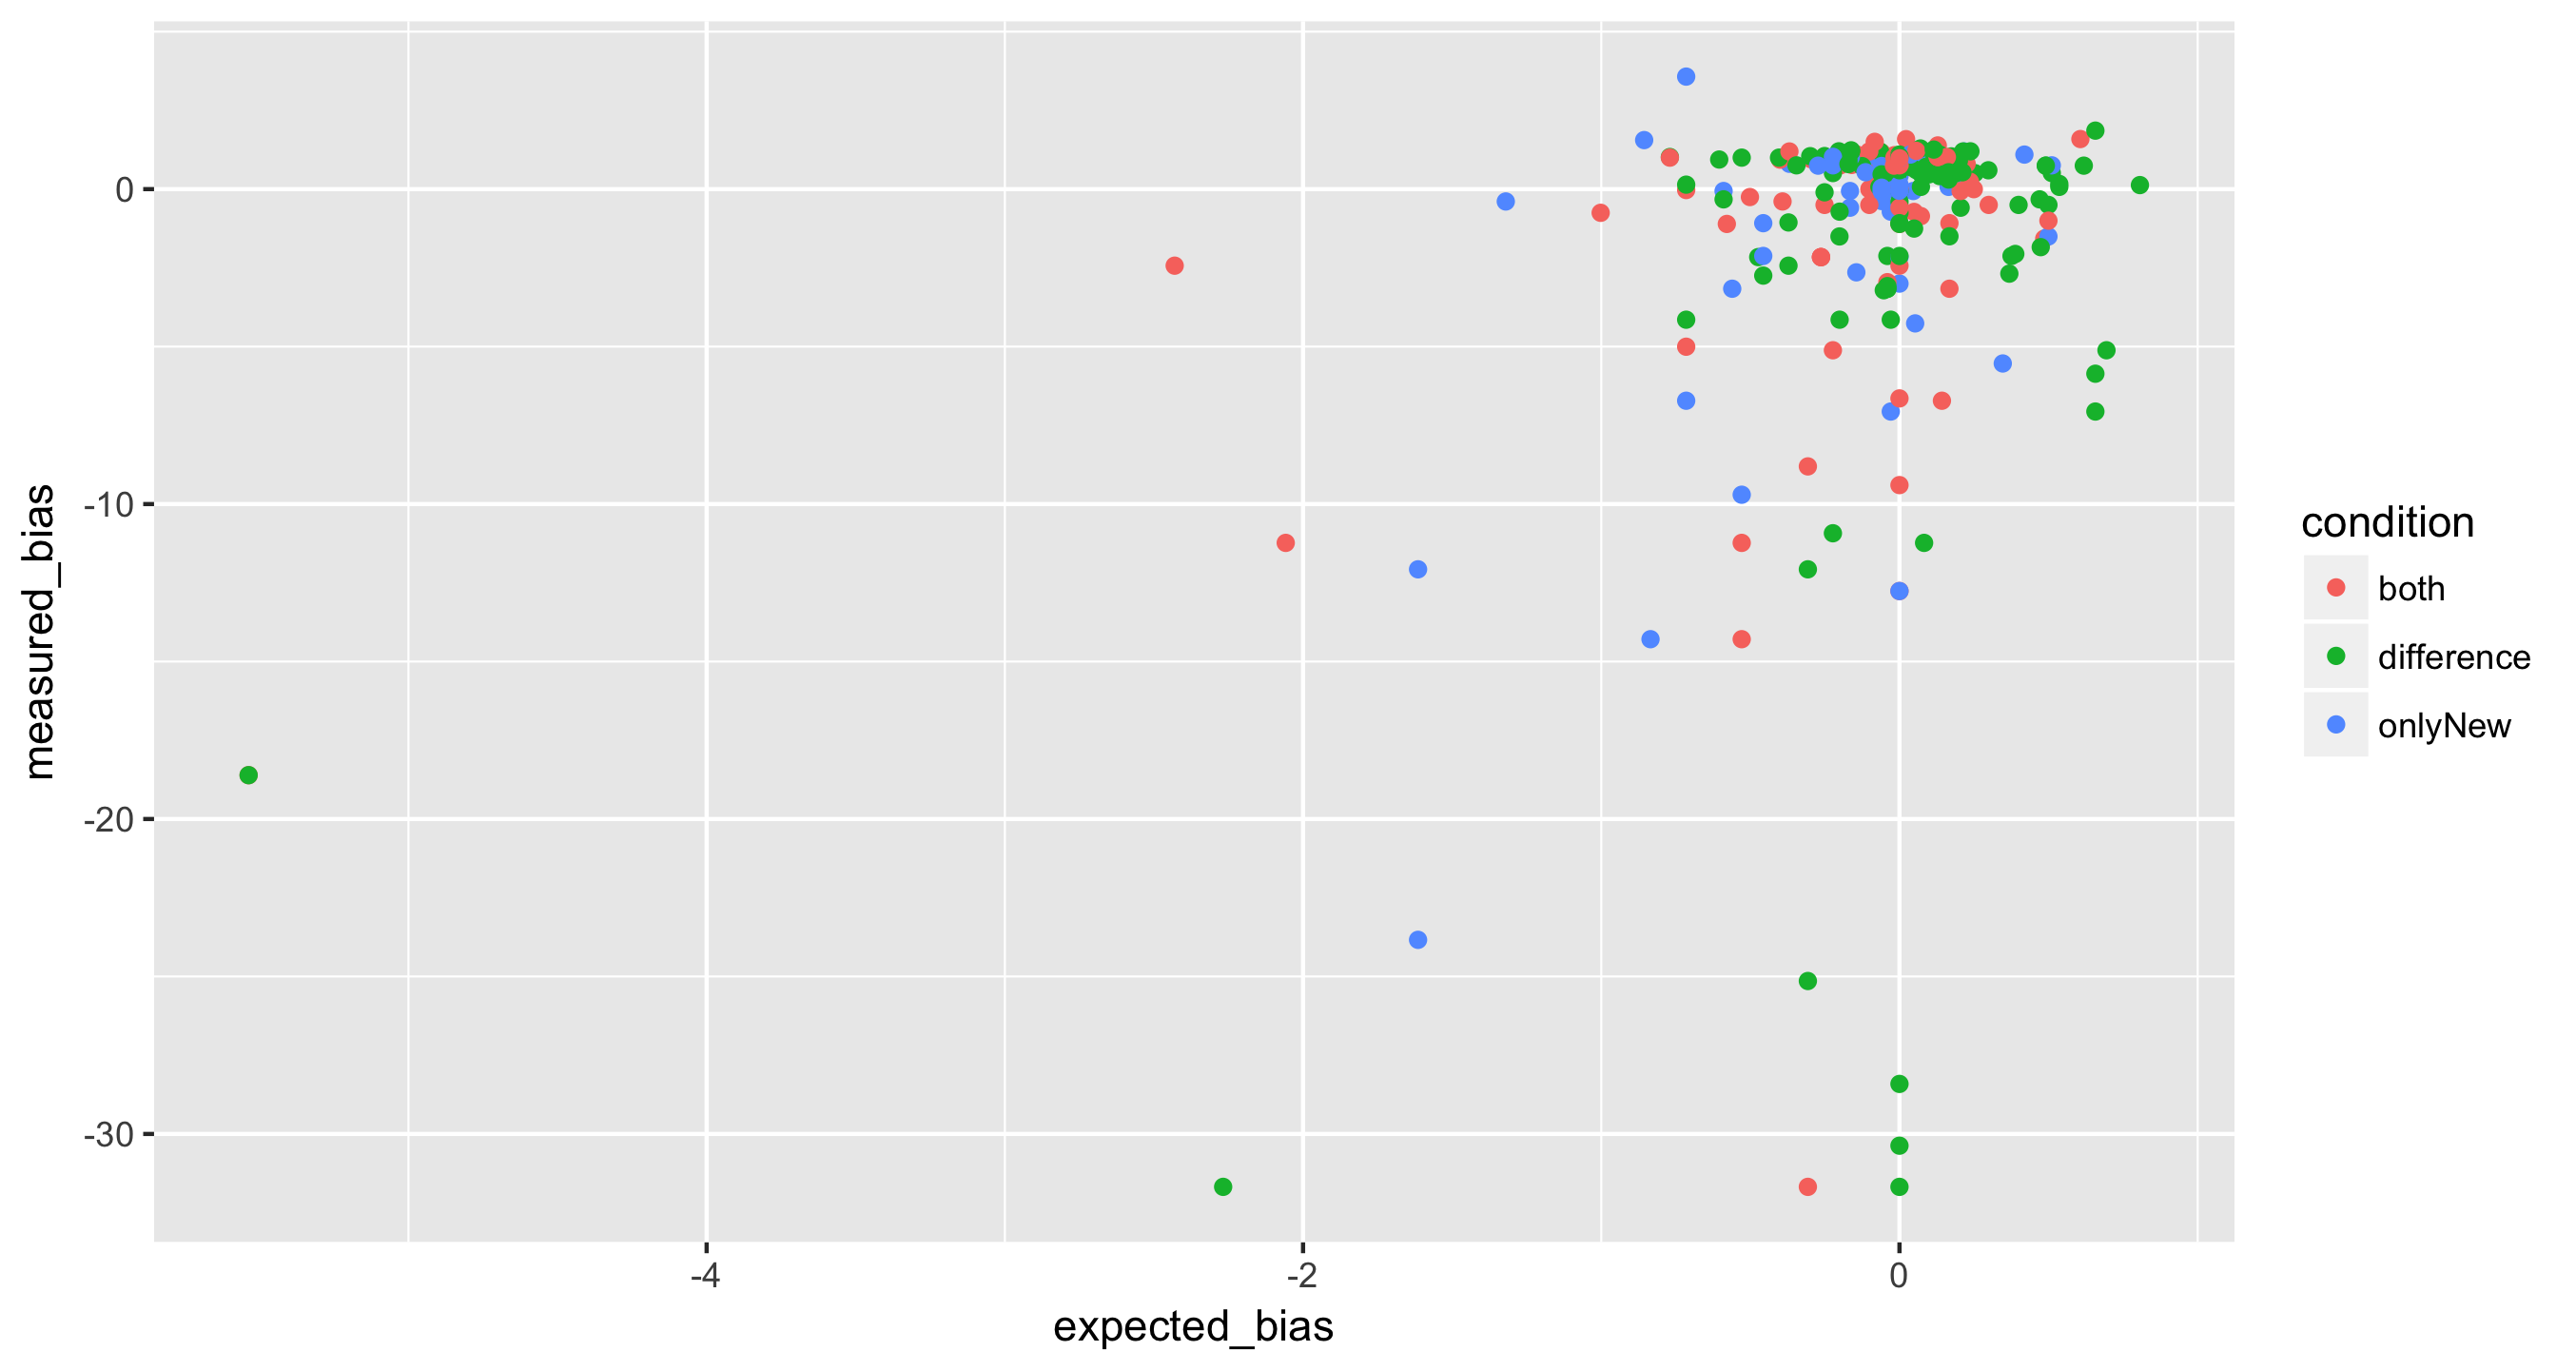 0
-10
-20
-30
measured_bias
-4
-2
0
expected_bias
condition
both
difference
onlyNew